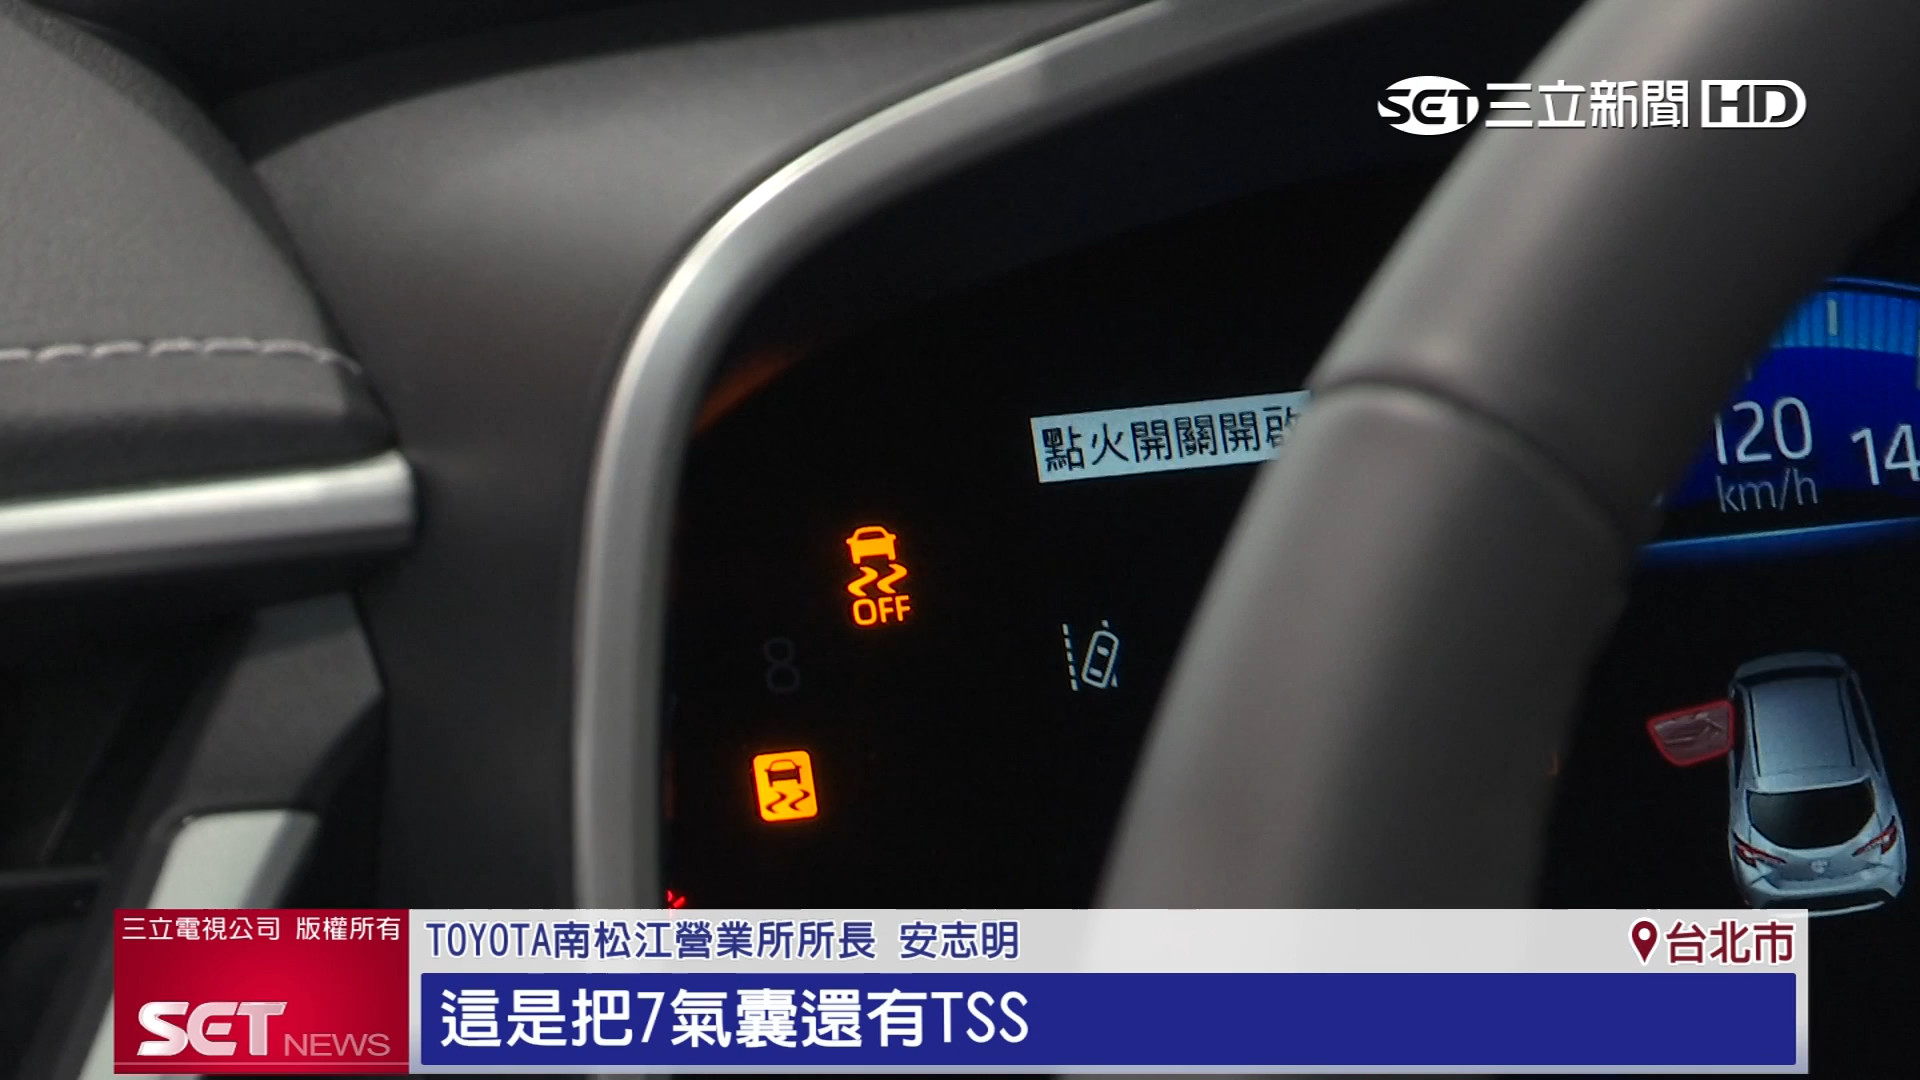 SET三立新聞HD
點火開關開啟
120
14
km/h
OFF
8
三立電視公司 版權所有
TOYOTA南松江營業所所長 安志明
台北市
這是把7氣囊還有TSS
SET NEWS